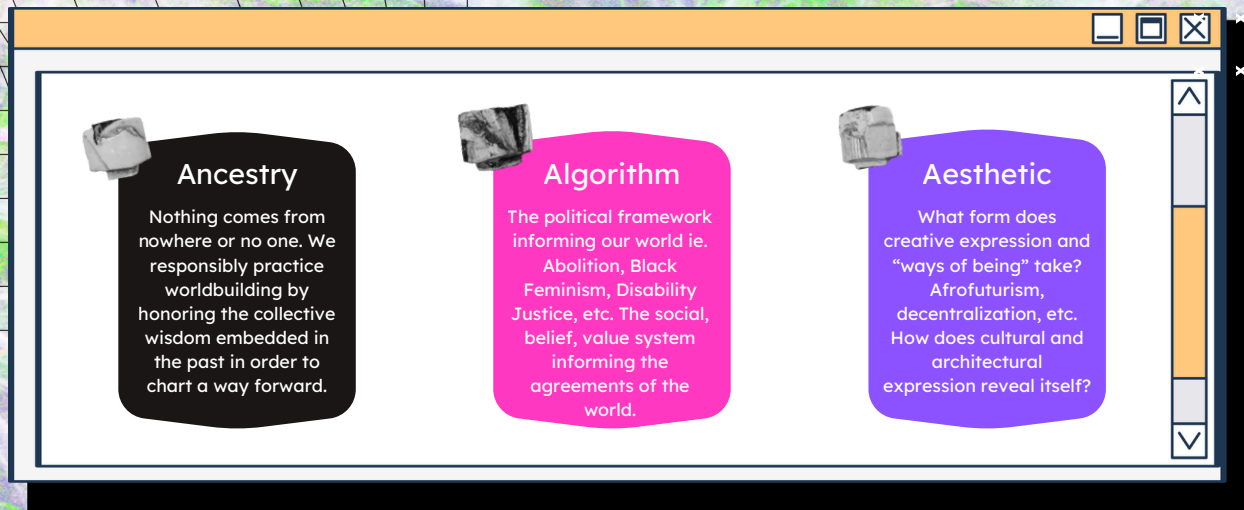 Ancestry
Nothing comes from
nowhere or no one. We
responsibly practice
worldbuilding by
honoring the collective
wisdom embedded in
the past in order to
chart a way forward.
Algorithm
The political framework
informing our world ie.
Abolition, Black
Feminism, Disability
Justice, etc. The social,
belief, value system
informing the
agreements of the
world.
Aesthetic
What form does
creative expression and
“ways of being” take?
Afrofuturism,
decentralization, etc.
How does cultural and
architectural
expression reveal itself?